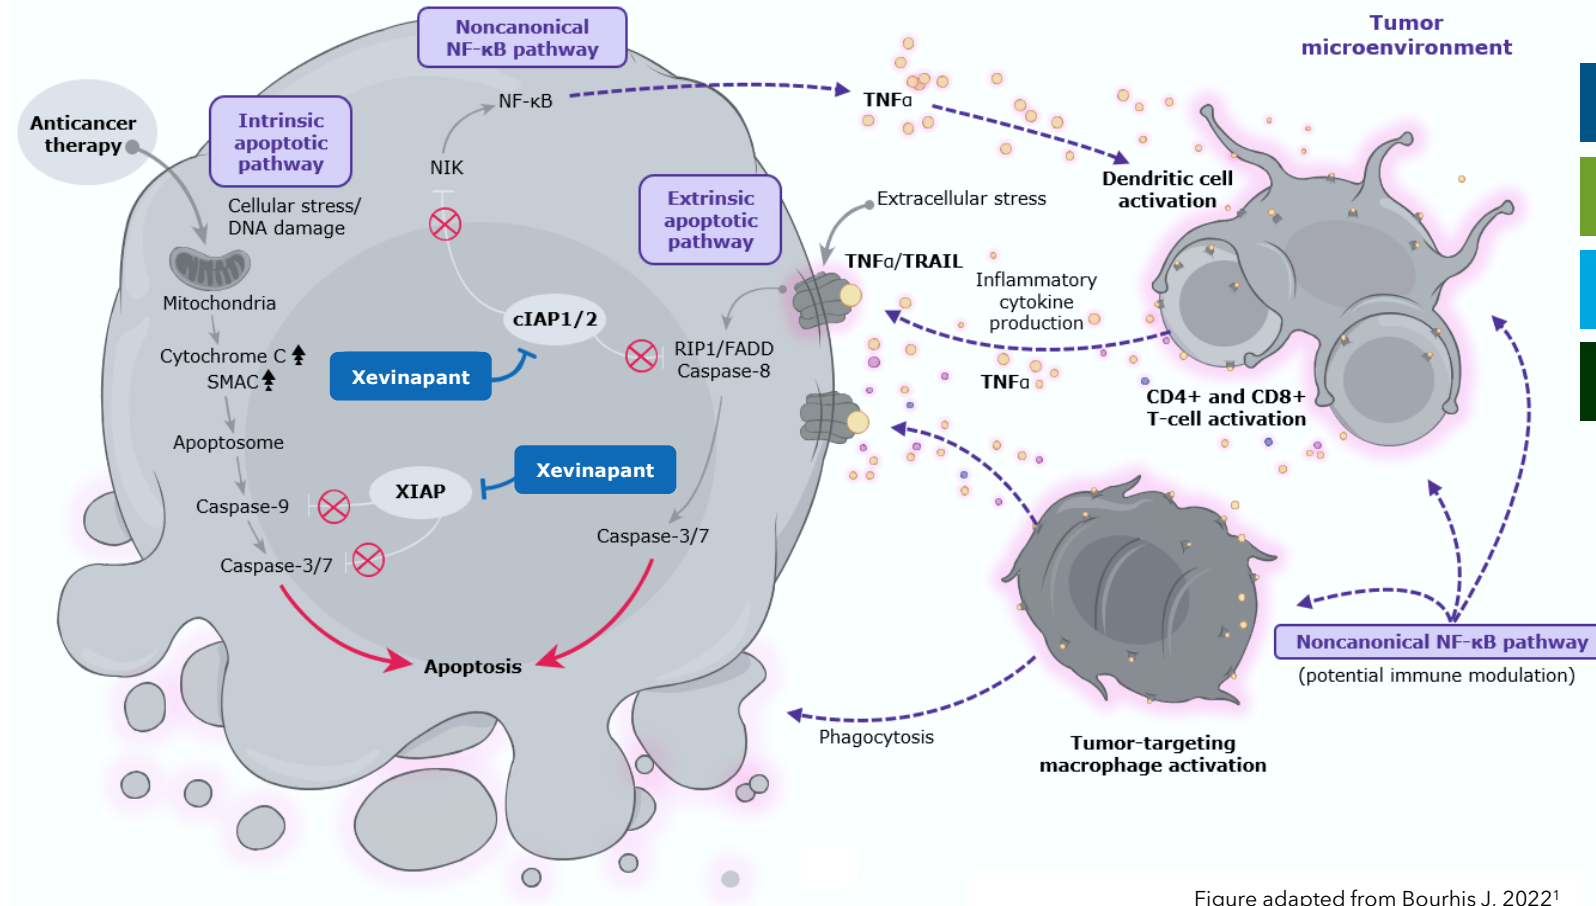 Noncanonical
NF-κB pathway
Tumor
microenvironment
Anticancer
therapy
Intrinsic
apoptotic
pathway
NF-κB
TNFα
NIK
Cellular stress/
DNA damage
Extrinsic
apoptotic
pathway
Extracellular stress
Dendritic cell
activation
TNFα/TRAIL
Inflammatory
cytokine
production
Mitochondria
cIAP1/2
Cytochrome C
SMAC
Xevinapant
RIP1/FADD
Caspase-8
TNFα
CD4+ and CD8+
T-cell activation
Apoptosome
Xevinapant
XIAP
Caspase-9
Caspase-3/7
Caspase-3/7
Apoptosis
Noncanonical NF-κB pathway
(potential immune modulation)
Phagocytosis
Tumor-targeting
macrophage activation
Figure adapted from Bourhis J, 2022¹